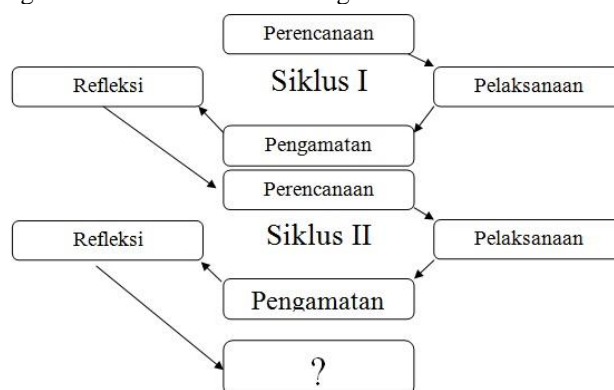 Perencanaan
Siklus I
Refleksi
Pelaksanaan
Pengamatan
Perencanaan
Siklus II
Refleksi
Pelaksanaan
Pengamatan
?